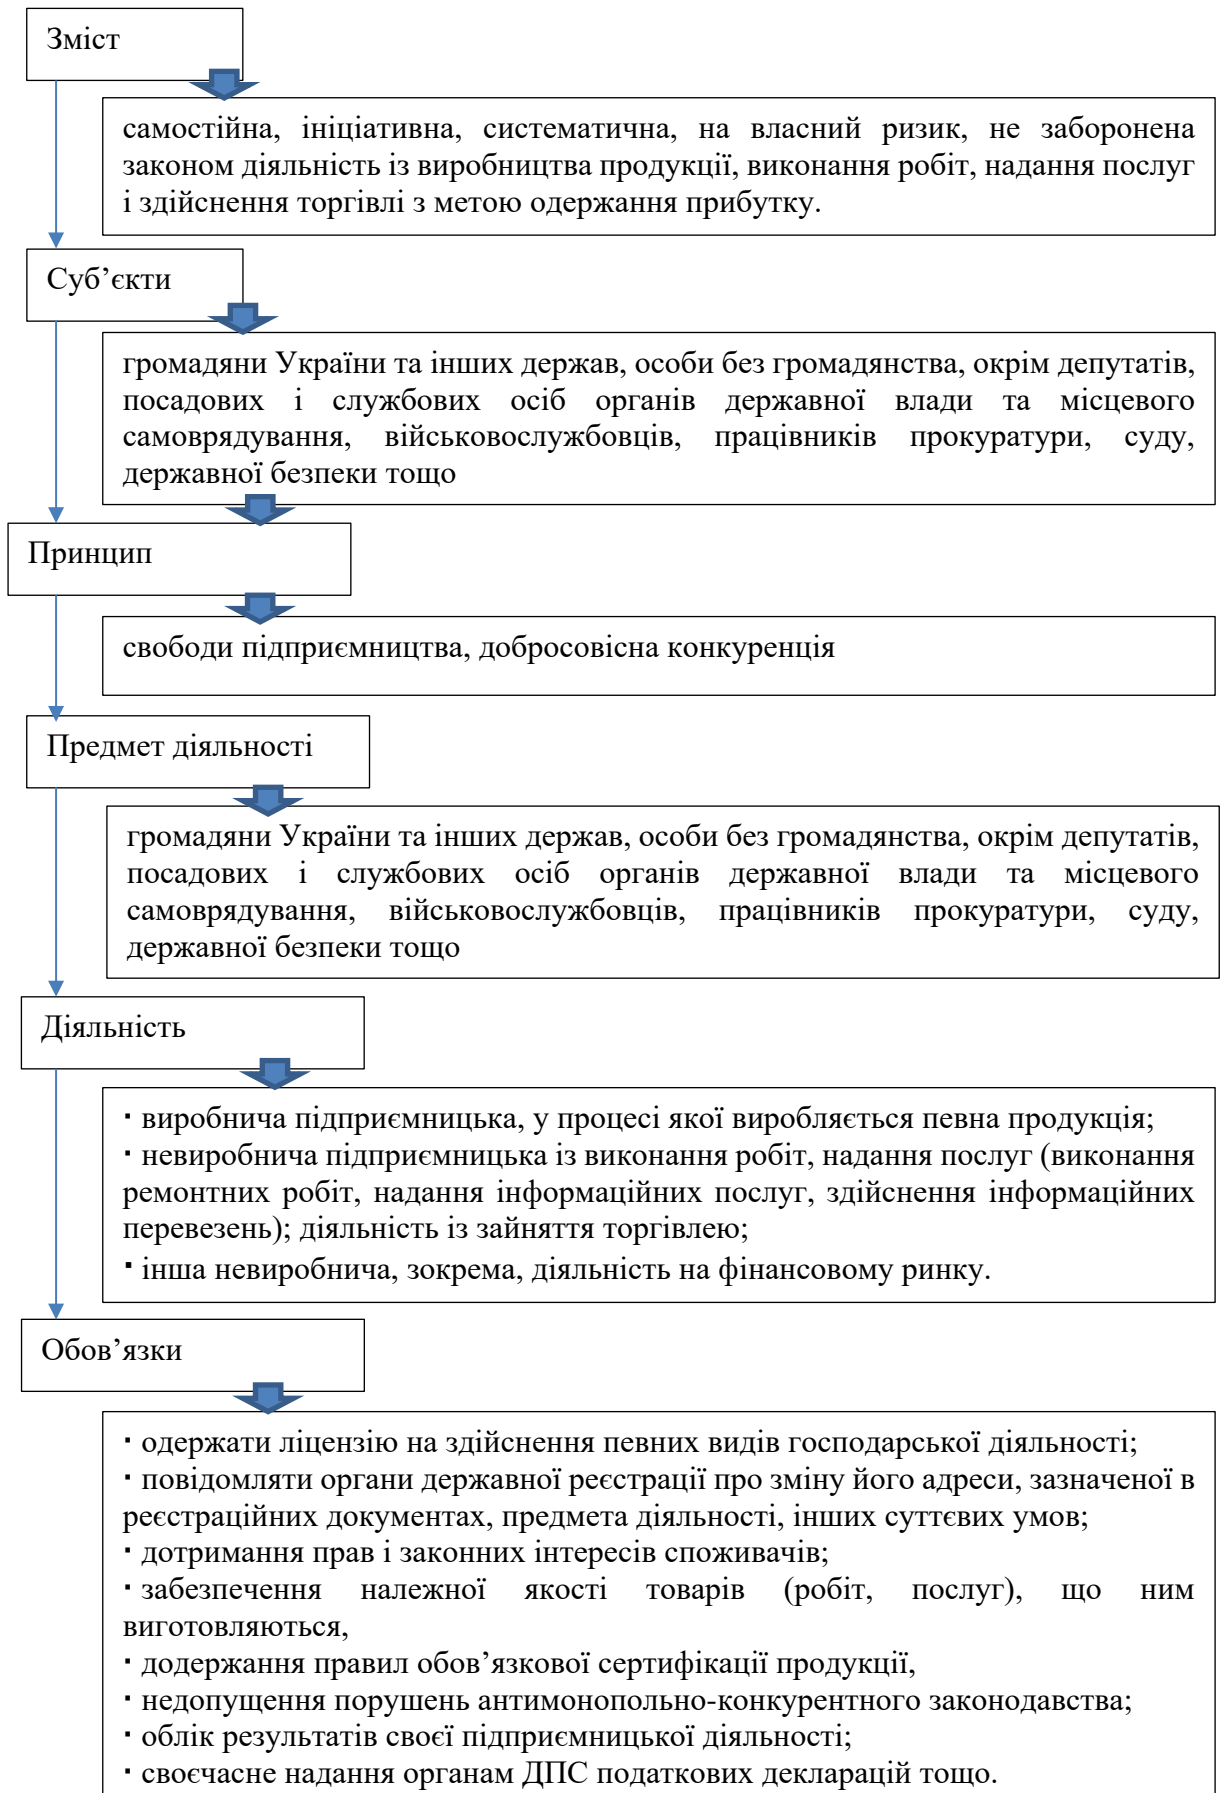 Зміст
самостійна, ініціативна, систематична, на власний ризик, не заборонена
законом діяльність із виробництва продукції, виконання робіт, надання послуг
і здійснення торгівлі з метою одержання прибутку.
Суб’єкти
громадяни України та інших держав, особи без громадянства, окрім депутатів,
посадових і службових осіб органів державної влади та місцевого
самоврядування, військовослужбовців, працівників прокуратури, суду,
державної безпеки тощо
Принцип
свободи підприємництва, добросовісна конкуренція
Предмет діяльності
громадяни України та інших держав, особи без громадянства, окрім депутатів,
посадових і службових осіб органів державної влади та місцевого
самоврядування, військовослужбовців, працівників прокуратури, суду,
державної безпеки тощо
Діяльність
· виробнича підприємницька, у процесі якої виробляється певна продукція;
· невиробнича підприємницька із виконання робіт, надання послуг (виконання
ремонтних робіт, надання інформаційних послуг, здійснення інформаційних
перевезень); діяльність із зайняття торгівлею;
· інша невиробнича, зокрема, діяльність на фінансовому ринку.
Обов’язки
· одержати ліцензію на здійснення певних видів господарської діяльності;
· повідомляти органи державної реєстрації про зміну його адреси, зазначеної в
реєстраційних документах, предмета діяльності, інших суттєвих умов;
· дотримання прав і законних інтересів споживачів;
· забезпечення належної якості товарів (робіт, послуг), що ним
виготовляються,
· додержання правил обов’язкової сертифікації продукції,
· недопущення порушень антимонопольно-конкурентного законодавства;
· облік результатів своєї підприємницької діяльності;
· своєчасне надання органам ДПС податкових декларацій тощо.